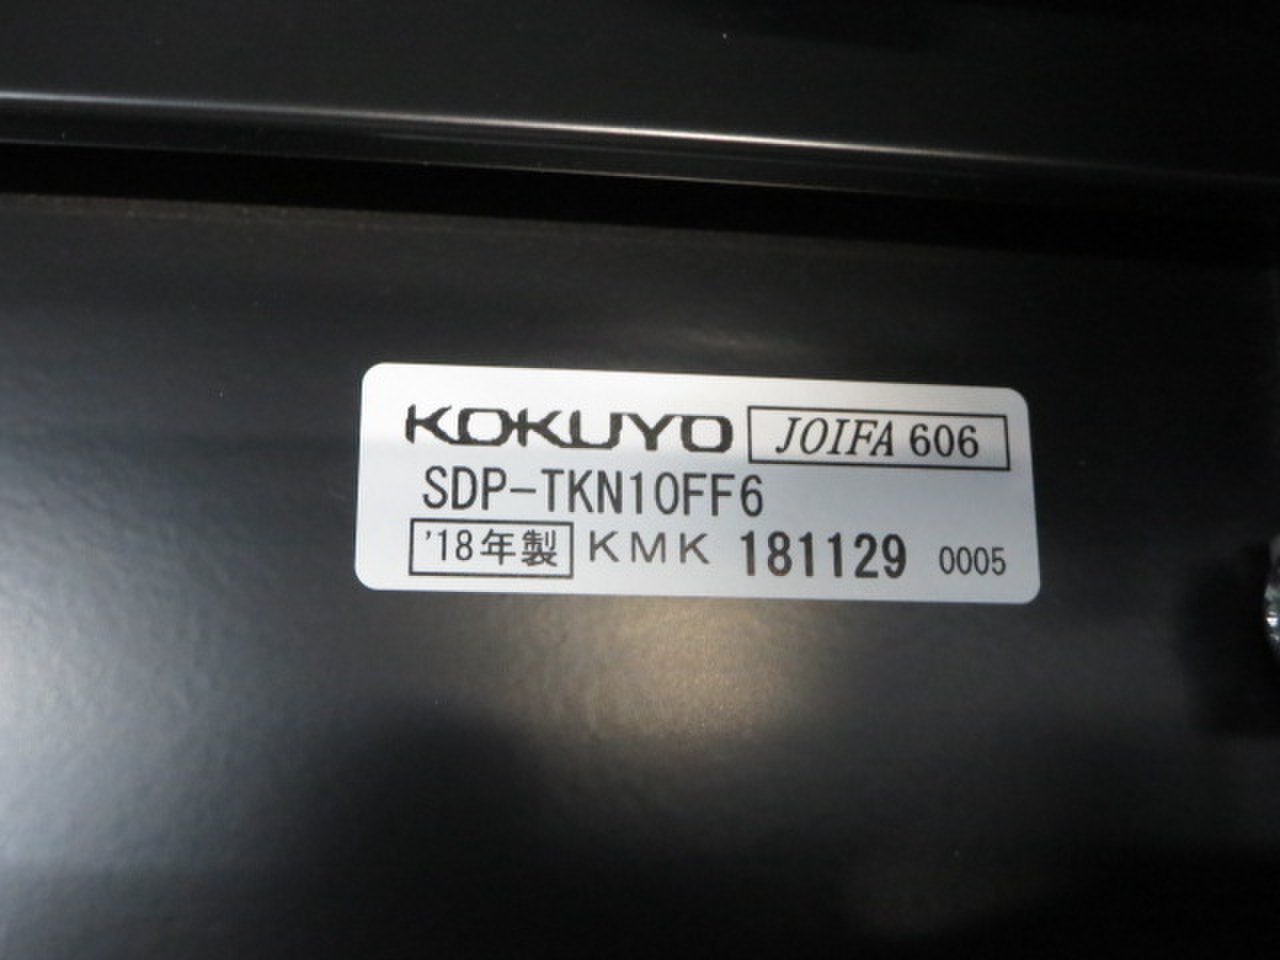 KOKUYO JOIFA 606
SDP-TKN10FF6
'18年製 KMK 181129 0005